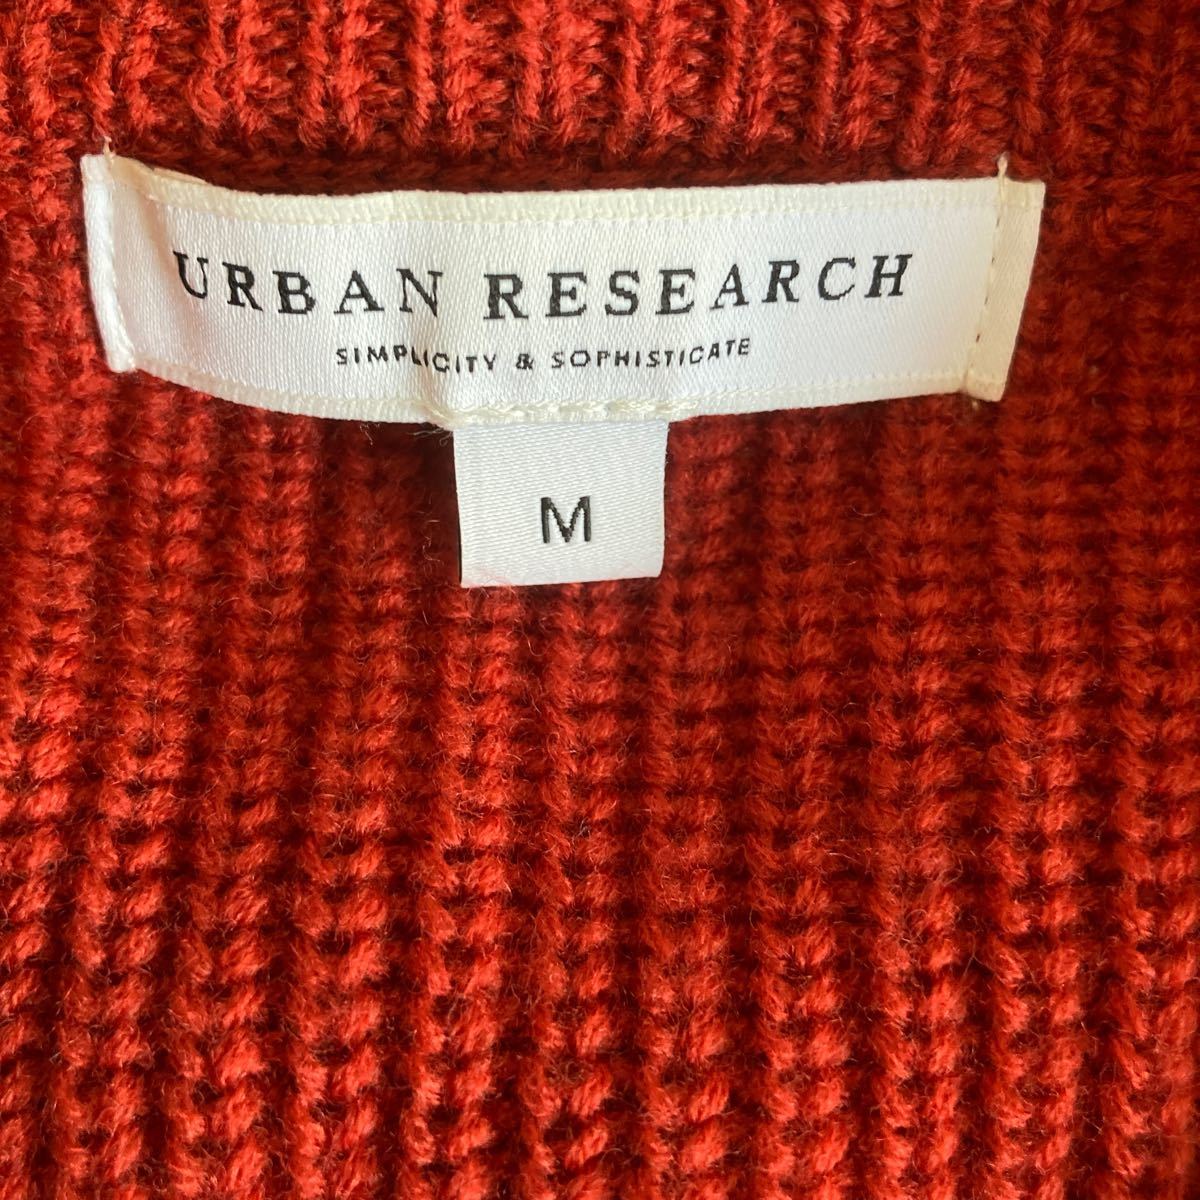 URBAN RESEARCH
SIMPLICITY & SOPHISTICATE
M